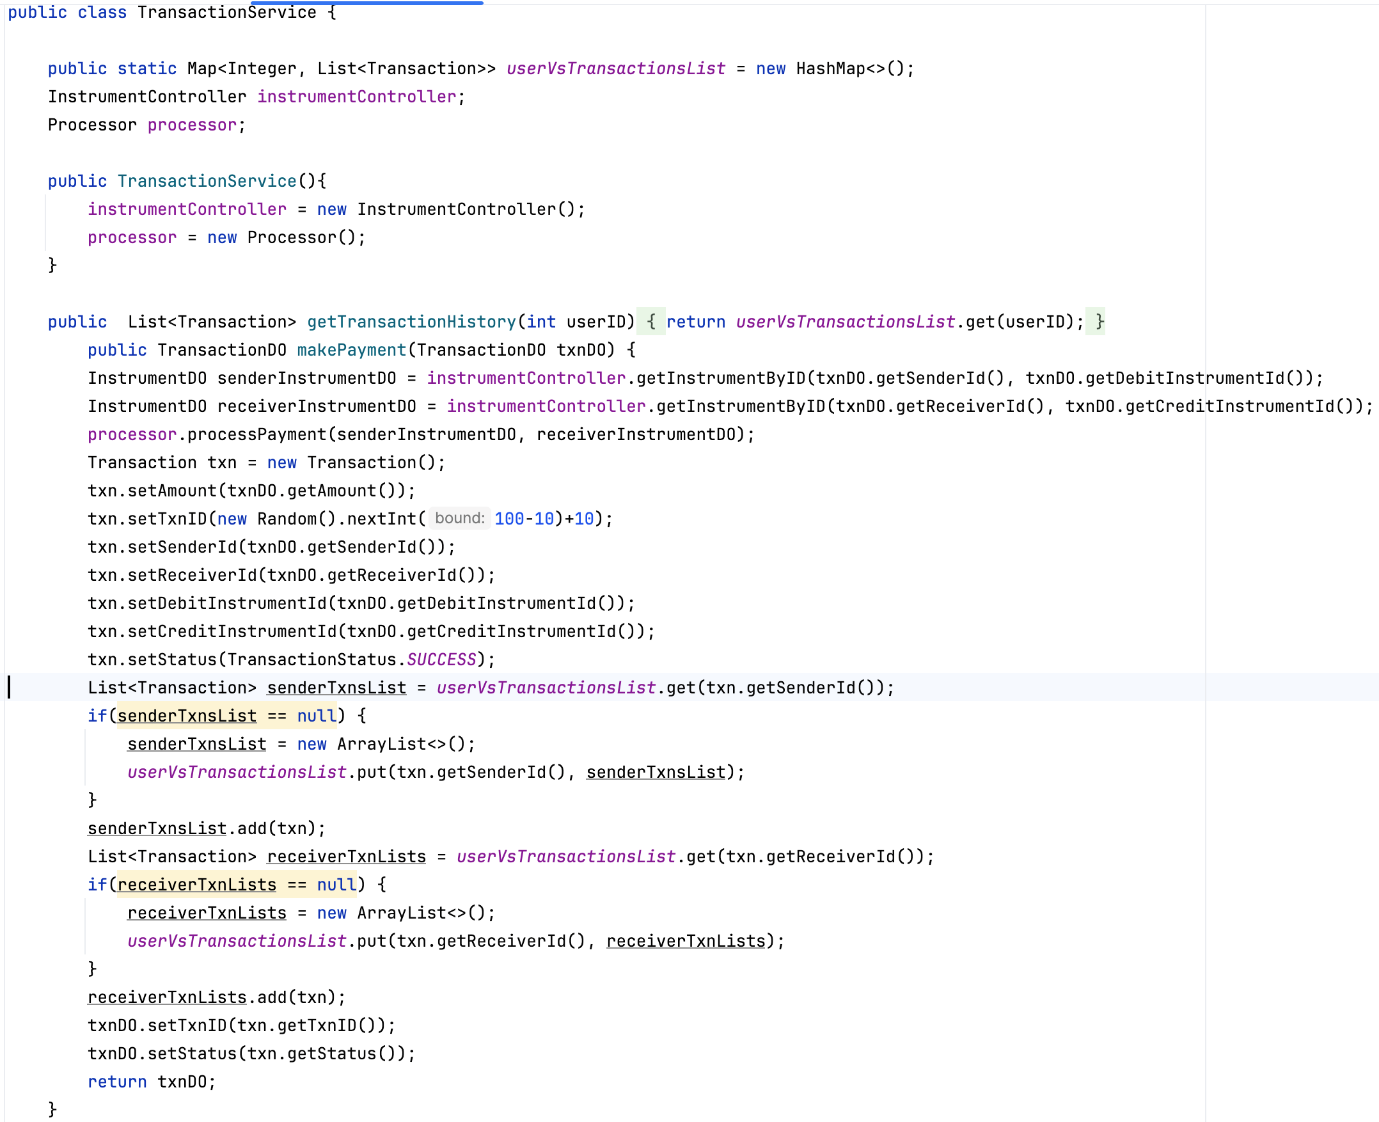 public class TransactionService {
    public static Map<Integer, List<Transaction>> userVsTransactionsList = new HashMap<>();
    InstrumentController instrumentController;
    Processor processor;
    public TransactionService(){
        instrumentController = new InstrumentController();
        processor = new Processor();
    }
    public  List<Transaction> getTransactionHistory(int userID) { return userVsTransactionsList.get(userID); }
        public TransactionDO makePayment(TransactionDO txnDO) {
        InstrumentDO senderInstrumentDO = instrumentController.getInstrumentByID(txnDO.getSenderId(), txnDO.getDebitInstrumentId());
        InstrumentDO receiverInstrumentDO = instrumentController.getInstrumentByID(txnDO.getReceiverId(), txnDO.getCreditInstrumentId());
        processor.processPayment(senderInstrumentDO, receiverInstrumentDO);
        Transaction txn = new Transaction();
        txn.setAmount(txnDO.getAmount());
        txn.setTxnID(new Random().nextInt( bound: 100-10)+10);
        txn.setSenderId(txnDO.getSenderId());
        txn.setReceiverId(txnDO.getReceiverId());
        txn.setDebitInstrumentId(txnDO.getDebitInstrumentId());
        txn.setCreditInstrumentId(txnDO.getCreditInstrumentId());
        txn.setStatus(TransactionStatus.SUCCESS);
        List<Transaction> senderTxnsList = userVsTransactionsList.get(txn.getSenderId());
        if(senderTxnsList == null) {
            senderTxnsList = new ArrayList<>();
            userVsTransactionsList.put(txn.getSenderId(), senderTxnsList);
        }
        senderTxnsList.add(txn);
        List<Transaction> receiverTxnLists = userVsTransactionsList.get(txn.getReceiverId());
        if(receiverTxnLists == null) {
            receiverTxnLists = new ArrayList<>();
            userVsTransactionsList.put(txn.getReceiverId(), receiverTxnLists);
        }
        receiverTxnLists.add(txn);
        txnDO.setTxnID(txn.getTxnID());
        txnDO.setStatus(txn.getStatus());
        return txnDO;
    }